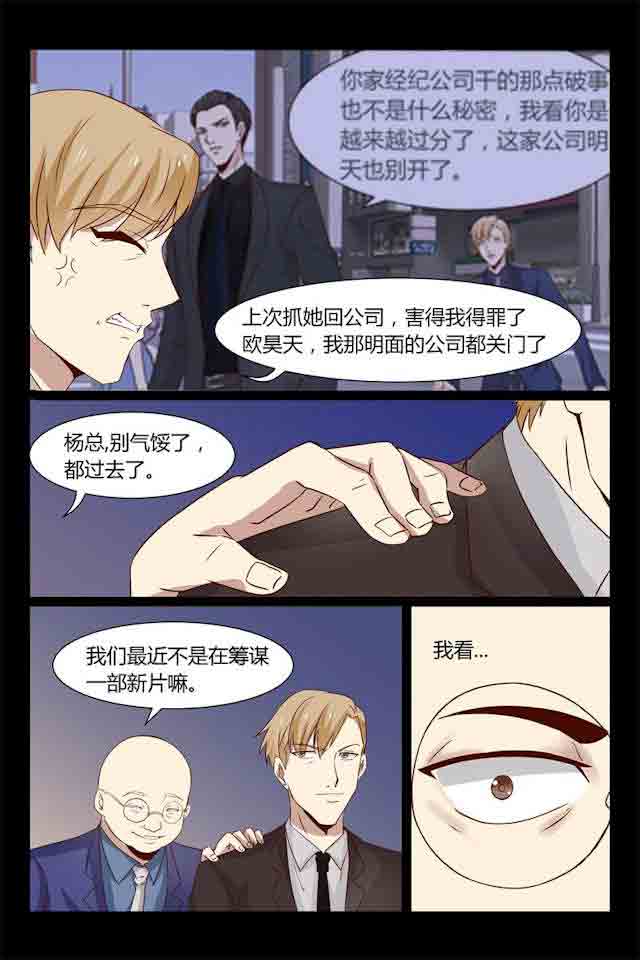 你家经纪公司干的那点破事
也不是什么秘密，我看你是
越来越过分了，这家公司明
天也别开了。
上次抓她回公司，害得我得罪了
欧昊天，我那明面的公司都关门了
杨总,别气馁了，
都过去了。
我们最近不是在筹谋
一部新片嘛。
我看...